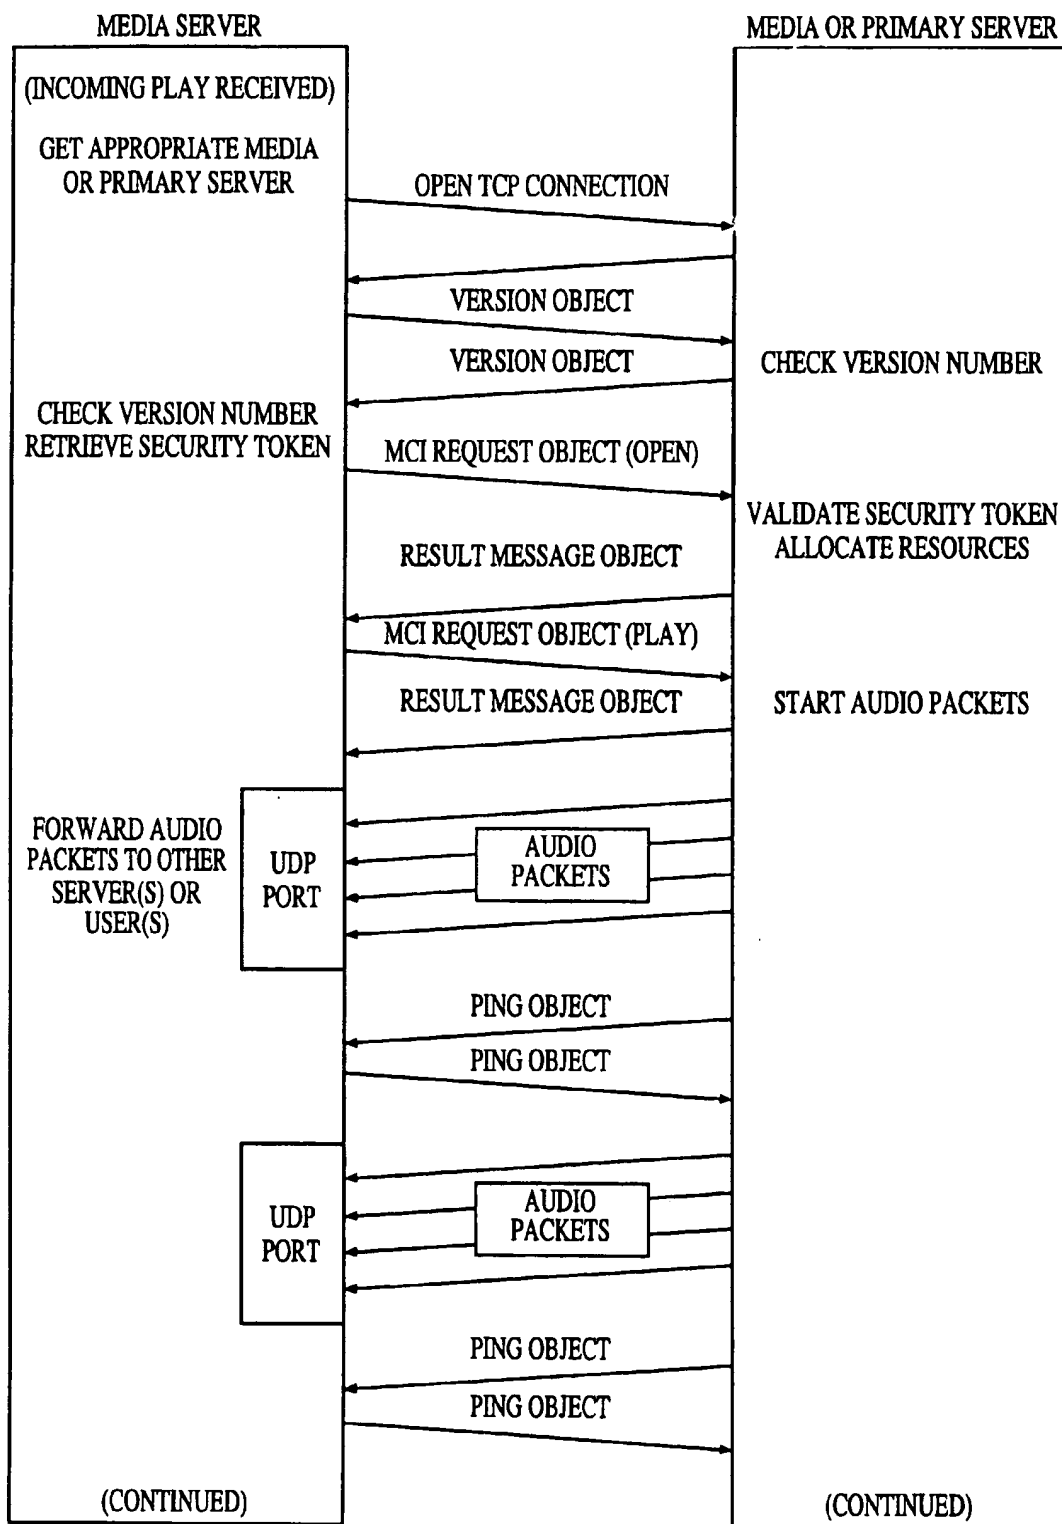 MEDIA SERVER
MEDIA OR PRIMARY SERVER
(INCOMING PLAY RECEIVED)
GET APPROPRIATE MEDIA
OR PRIMARY SERVER
OPEN TCP CONNECTION
VERSION OBJECT
VERSION OBJECT
CHECK VERSION NUMBER
CHECK VERSION NUMBER
RETRIEVE SECURITY TOKEN
MCI REQUEST OBJECT (OPEN)
VALIDATE SECURITY TOKEN
ALLOCATE RESOURCES
RESULT MESSAGE OBJECT
MCI REQUEST OBJECT (PLAY)
RESULT MESSAGE OBJECT
START AUDIO PACKETS
FORWARD AUDIO
PACKETS TO OTHER
SERVER(S) OR
USER(S)
UDP
PORT
AUDIO
PACKETS
PING OBJECT
PING OBJECT
UDP
PORT
AUDIO
PACKETS
PING OBJECT
PING OBJECT
(CONTINUED)
(CONTINUED)